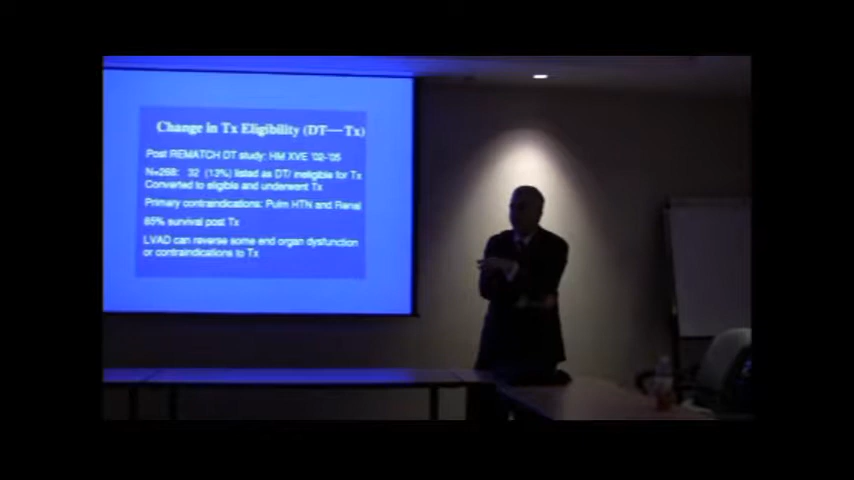 Change in Tx Eligibility (DT—Tx)
Post REMATCH DT study: HM XVE '02-'05
N=268: 32 (13%) listed as DT/ ineligible for Tx
Converted to eligible and underwent Tx
Primary contraindications: Pulm HTN and Renal
85% survival post Tx
LVAD can reverse some end organ dysfunction
or contraindications to Tx